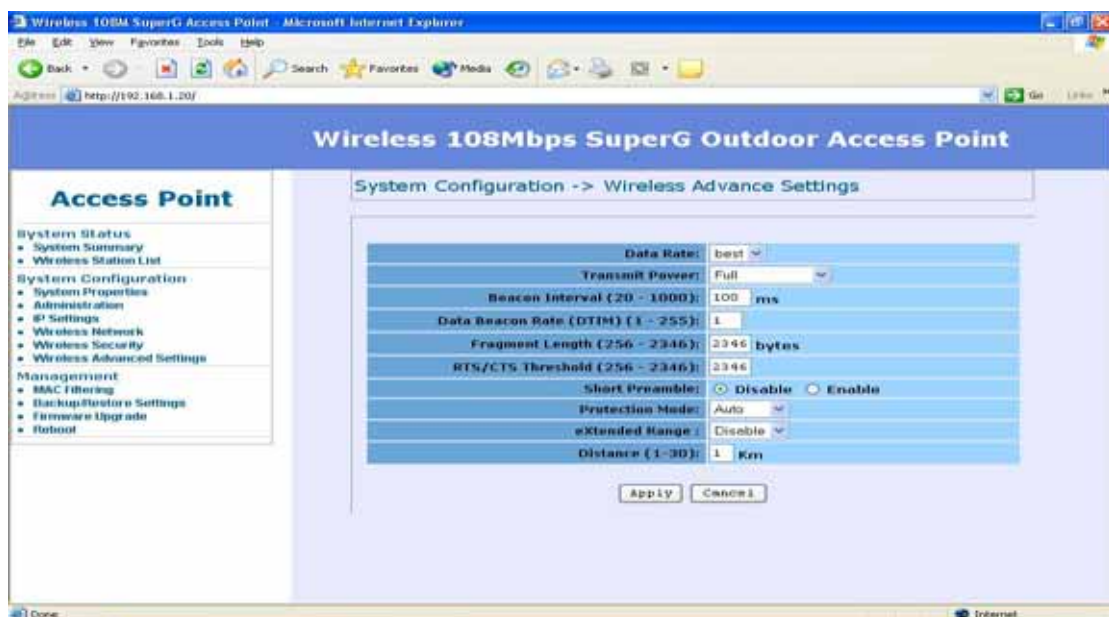 Wireless 108M SuperG Access Point - Microsoft Internet Explorer
File Edit View Favorites Tools Help
Back Search Favorites Media
Address http://192.168.1.20/ Go Links
Wireless 108Mbps SuperG Outdoor Access Point
Access Point
System Status
System Summary
Wireless Station List
System Configuration
System Properties
Administration
IP Settings
Wireless Network
Wireless Security
Wireless Advanced Settings
Management
MAC Filtering
Backup/Restore Settings
Firmware Upgrade
Reboot
System Configuration -> Wireless Advance Settings
Data Rate: best
Transmit Power: Full
Beacon Interval (20 - 1000): 100 ms
Data Beacon Rate (DTIM) (1 - 255): 1
Fragment Length (256 - 2346): 2346 bytes
RTS/CTS Threshold (256 - 2346): 2346
Short Preamble: Disable Enable
Protection Mode: Auto
eXtended Range : Disable
Distance (1-30): 1 Km
Apply Cancel
Done Internet